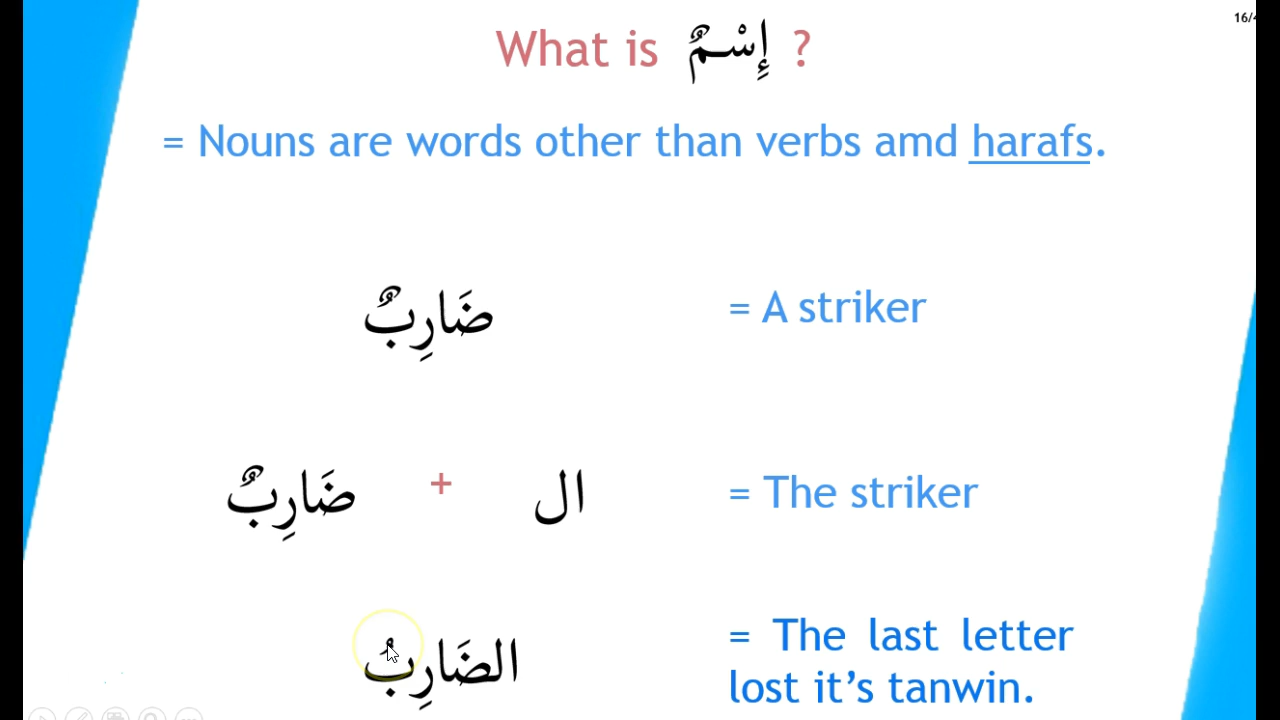 16/4
What is إِسْمٌ ?
= Nouns are words other than verbs amd harafs.
ضَارِبٌ = A striker
ال + ضَارِبٌ = The striker
الضَارِبُ = The last letter
lost it’s tanwin.